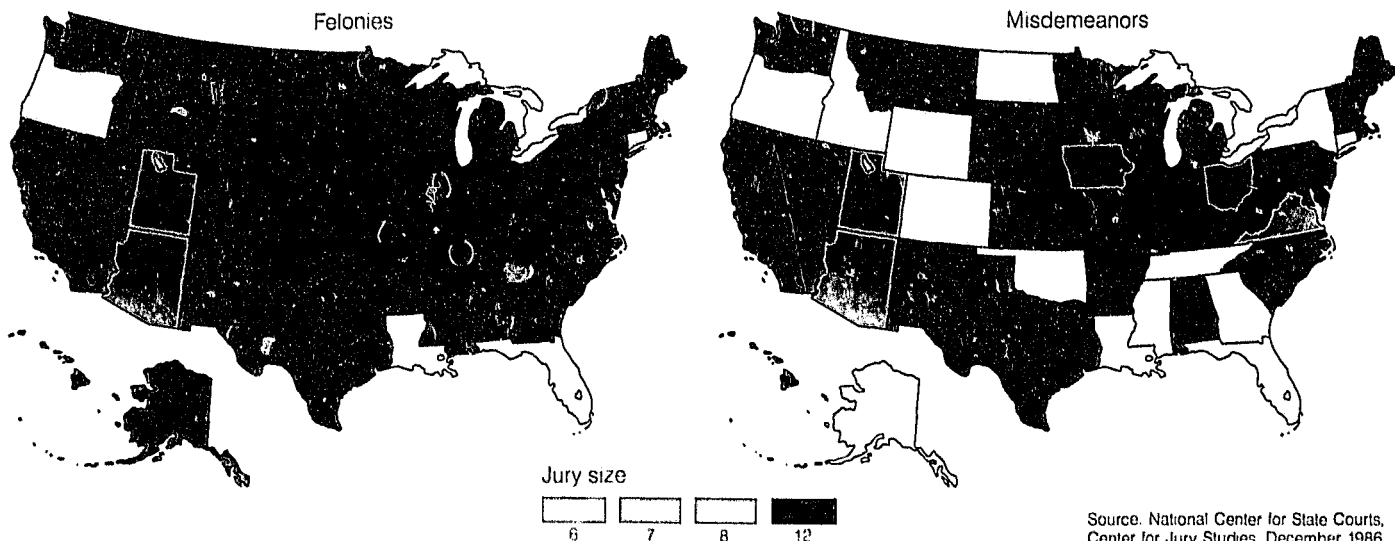 Felonies
Misdemeanors
Jury size
6
7
8
12
Source. National Center for State Courts,
Center for Jury Studies, December 1986